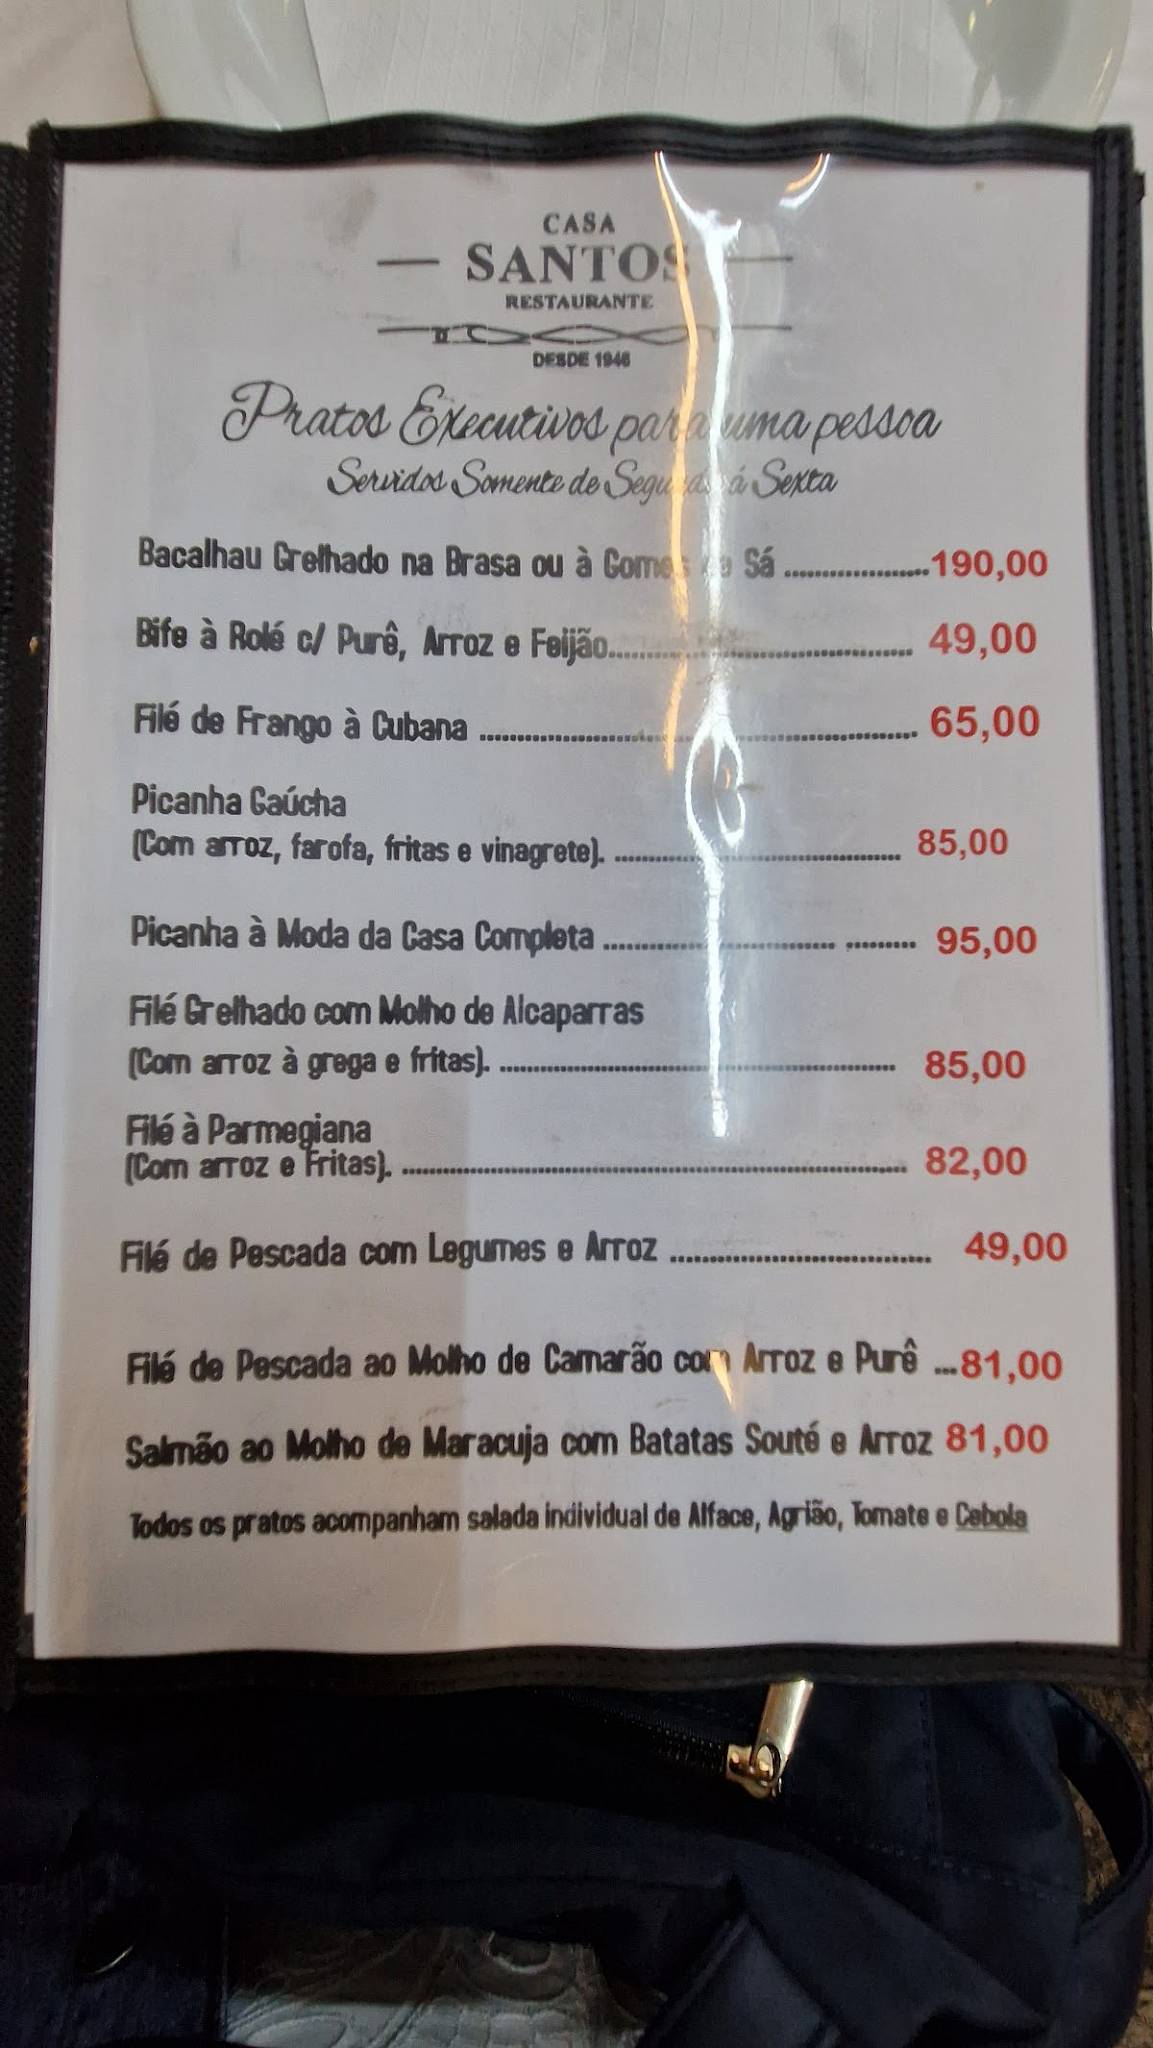 CASA
SANTOS
RESTAURANTE
DESDE 1946
Pratos Executivos para uma pessoa
Servidos Somente de Segunda á Sexta
Bacalhau Grelhado na Brasa ou à Gomes de Sá ....................190,00
Bife à Rolé c/ Purê, Arroz e Feijão.......................................... 49,00
Filé de Frango à Cubana ............................................................ 65,00
Picanha Gaúcha
(Com arroz, farofa, fritas e vinagrete). ........................................ 85,00
Picanha à Moda da Casa Completa ................................ .......... 95,00
Filé Grelhado com Molho de Alcaparras
(Com arroz à grega e fritas). ....................................................... 85,00
Filé à Parmegiana
(Com arroz e Fritas). ...................................................................... 82,00
Filé de Pescada com Legumes e Arroz .................................... 49,00
Filé de Pescada ao Molho de Camarão com Arroz e Purê ...81,00
Salmão ao Molho de Maracuja com Batatas Souté e Arroz 81,00
Todos os pratos acompanham salada individual de Alface, Agrião, Tomate e Cebola